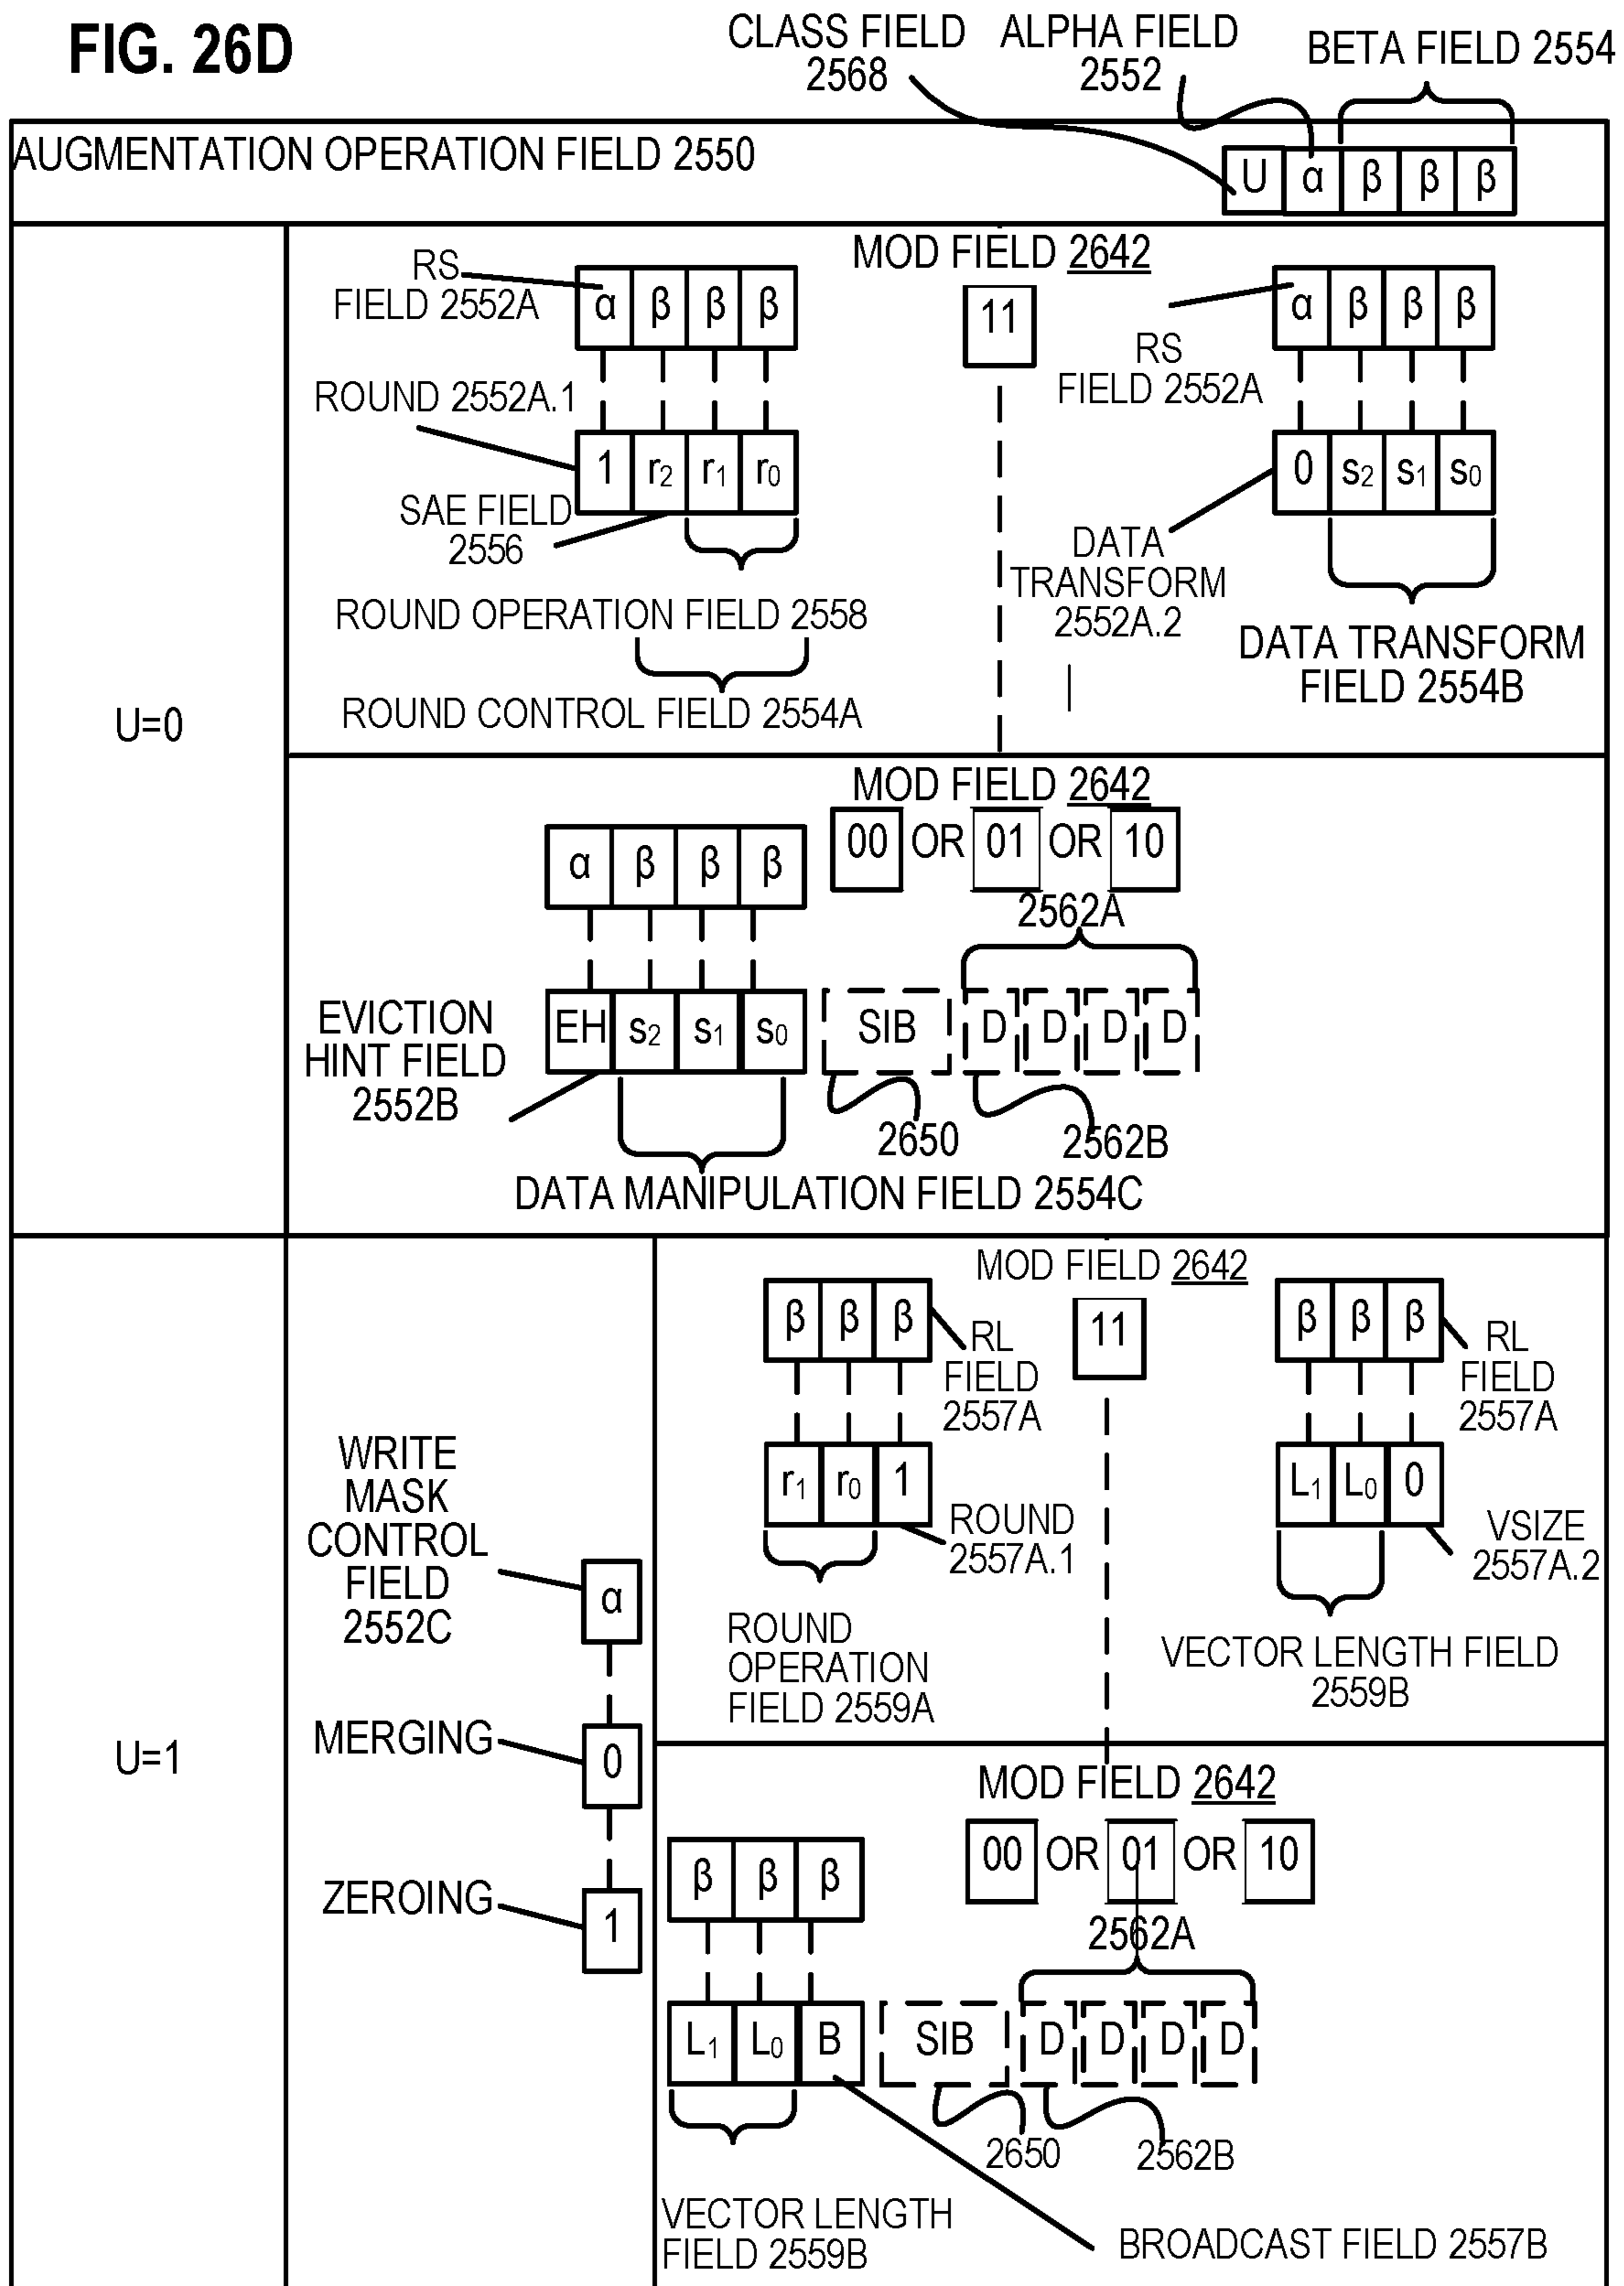 FIG. 26D
CLASS FIELD
2568
ALPHA FIELD
2552
BETA FIELD 2554
AUGMENTATION OPERATION FIELD 2550
U α β β β
U=0
MOD FIELD 2642
11
RS
FIELD 2552A
α β β β
ROUND 2552A.1
1 r2 r1 r0
SAE FIELD
2556
ROUND OPERATION FIELD 2558
ROUND CONTROL FIELD 2554A
α β β β
RS
FIELD 2552A
0 s2 s1 s0
DATA
TRANSFORM
2552A.2
DATA TRANSFORM
FIELD 2554B
MOD FIELD 2642
00 OR 01 OR 10
α β β β
2562A
EVICTION
HINT FIELD
2552B
EH s2 s1 s0 SIB D D D D
2650
2562B
DATA MANIPULATION FIELD 2554C
U=1
WRITE
MASK
CONTROL
FIELD
2552C
α
MERGING
0
ZEROING
1
MOD FIELD 2642
11
β β β
RL
FIELD
2557A
r1 r0 1
ROUND
2557A.1
ROUND
OPERATION
FIELD 2559A
β β β
RL
FIELD
2557A
L1 L0 0
VSIZE
2557A.2
VECTOR LENGTH FIELD
2559B
MOD FIELD 2642
00 OR 01 OR 10
β β β
2562A
L1 L0 B SIB D D D D
2650
2562B
VECTOR LENGTH
FIELD 2559B
BROADCAST FIELD 2557B